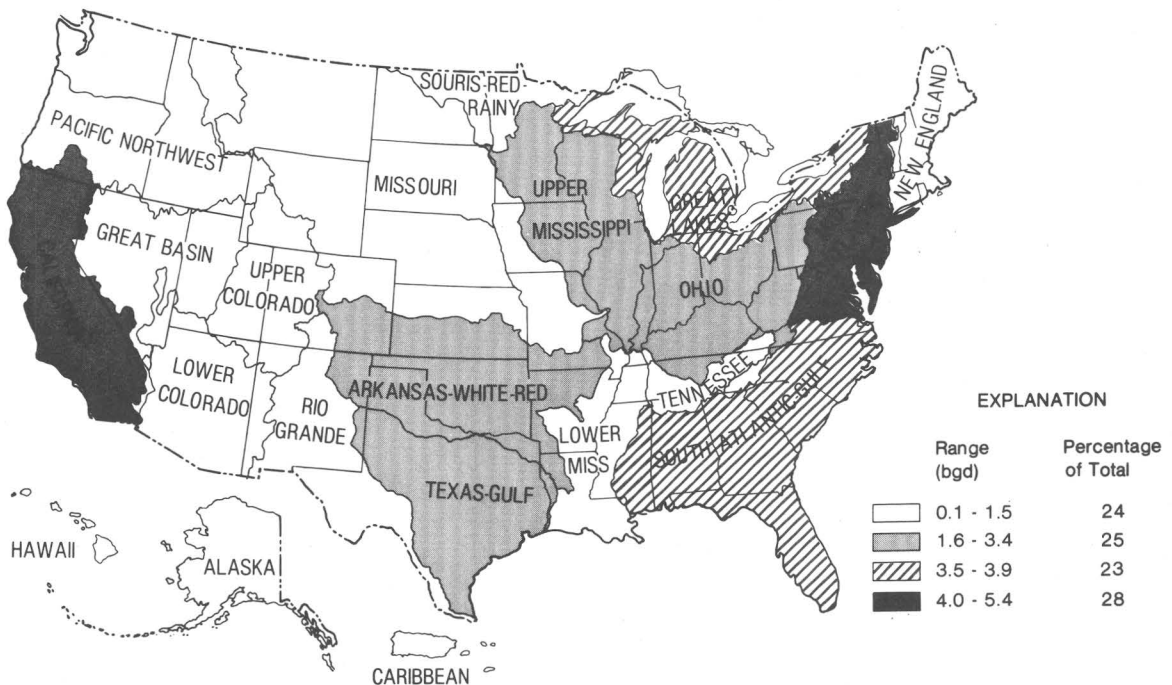 SOURIS-RED-
RAINY
PACIFIC NORTHWEST
MISSOURI
UPPER
MISSISSIPPI
GREAT
LAKES
NEW ENGLAND
GREAT BASIN
UPPER
COLORADO
OHIO
LOWER
COLORADO
RIO
GRANDE
ARKANSAS-WHITE-RED
TENNESSEE
SOUTH ATLANTIC-GULF
LOWER
MISS
TEXAS-GULF
HAWAII
ALASKA
CARIBBEAN
EXPLANATION
Range Percentage
(bgd) of Total
0.1 - 1.5 24
1.6 - 3.4 25
3.5 - 3.9 23
4.0 - 5.4 28